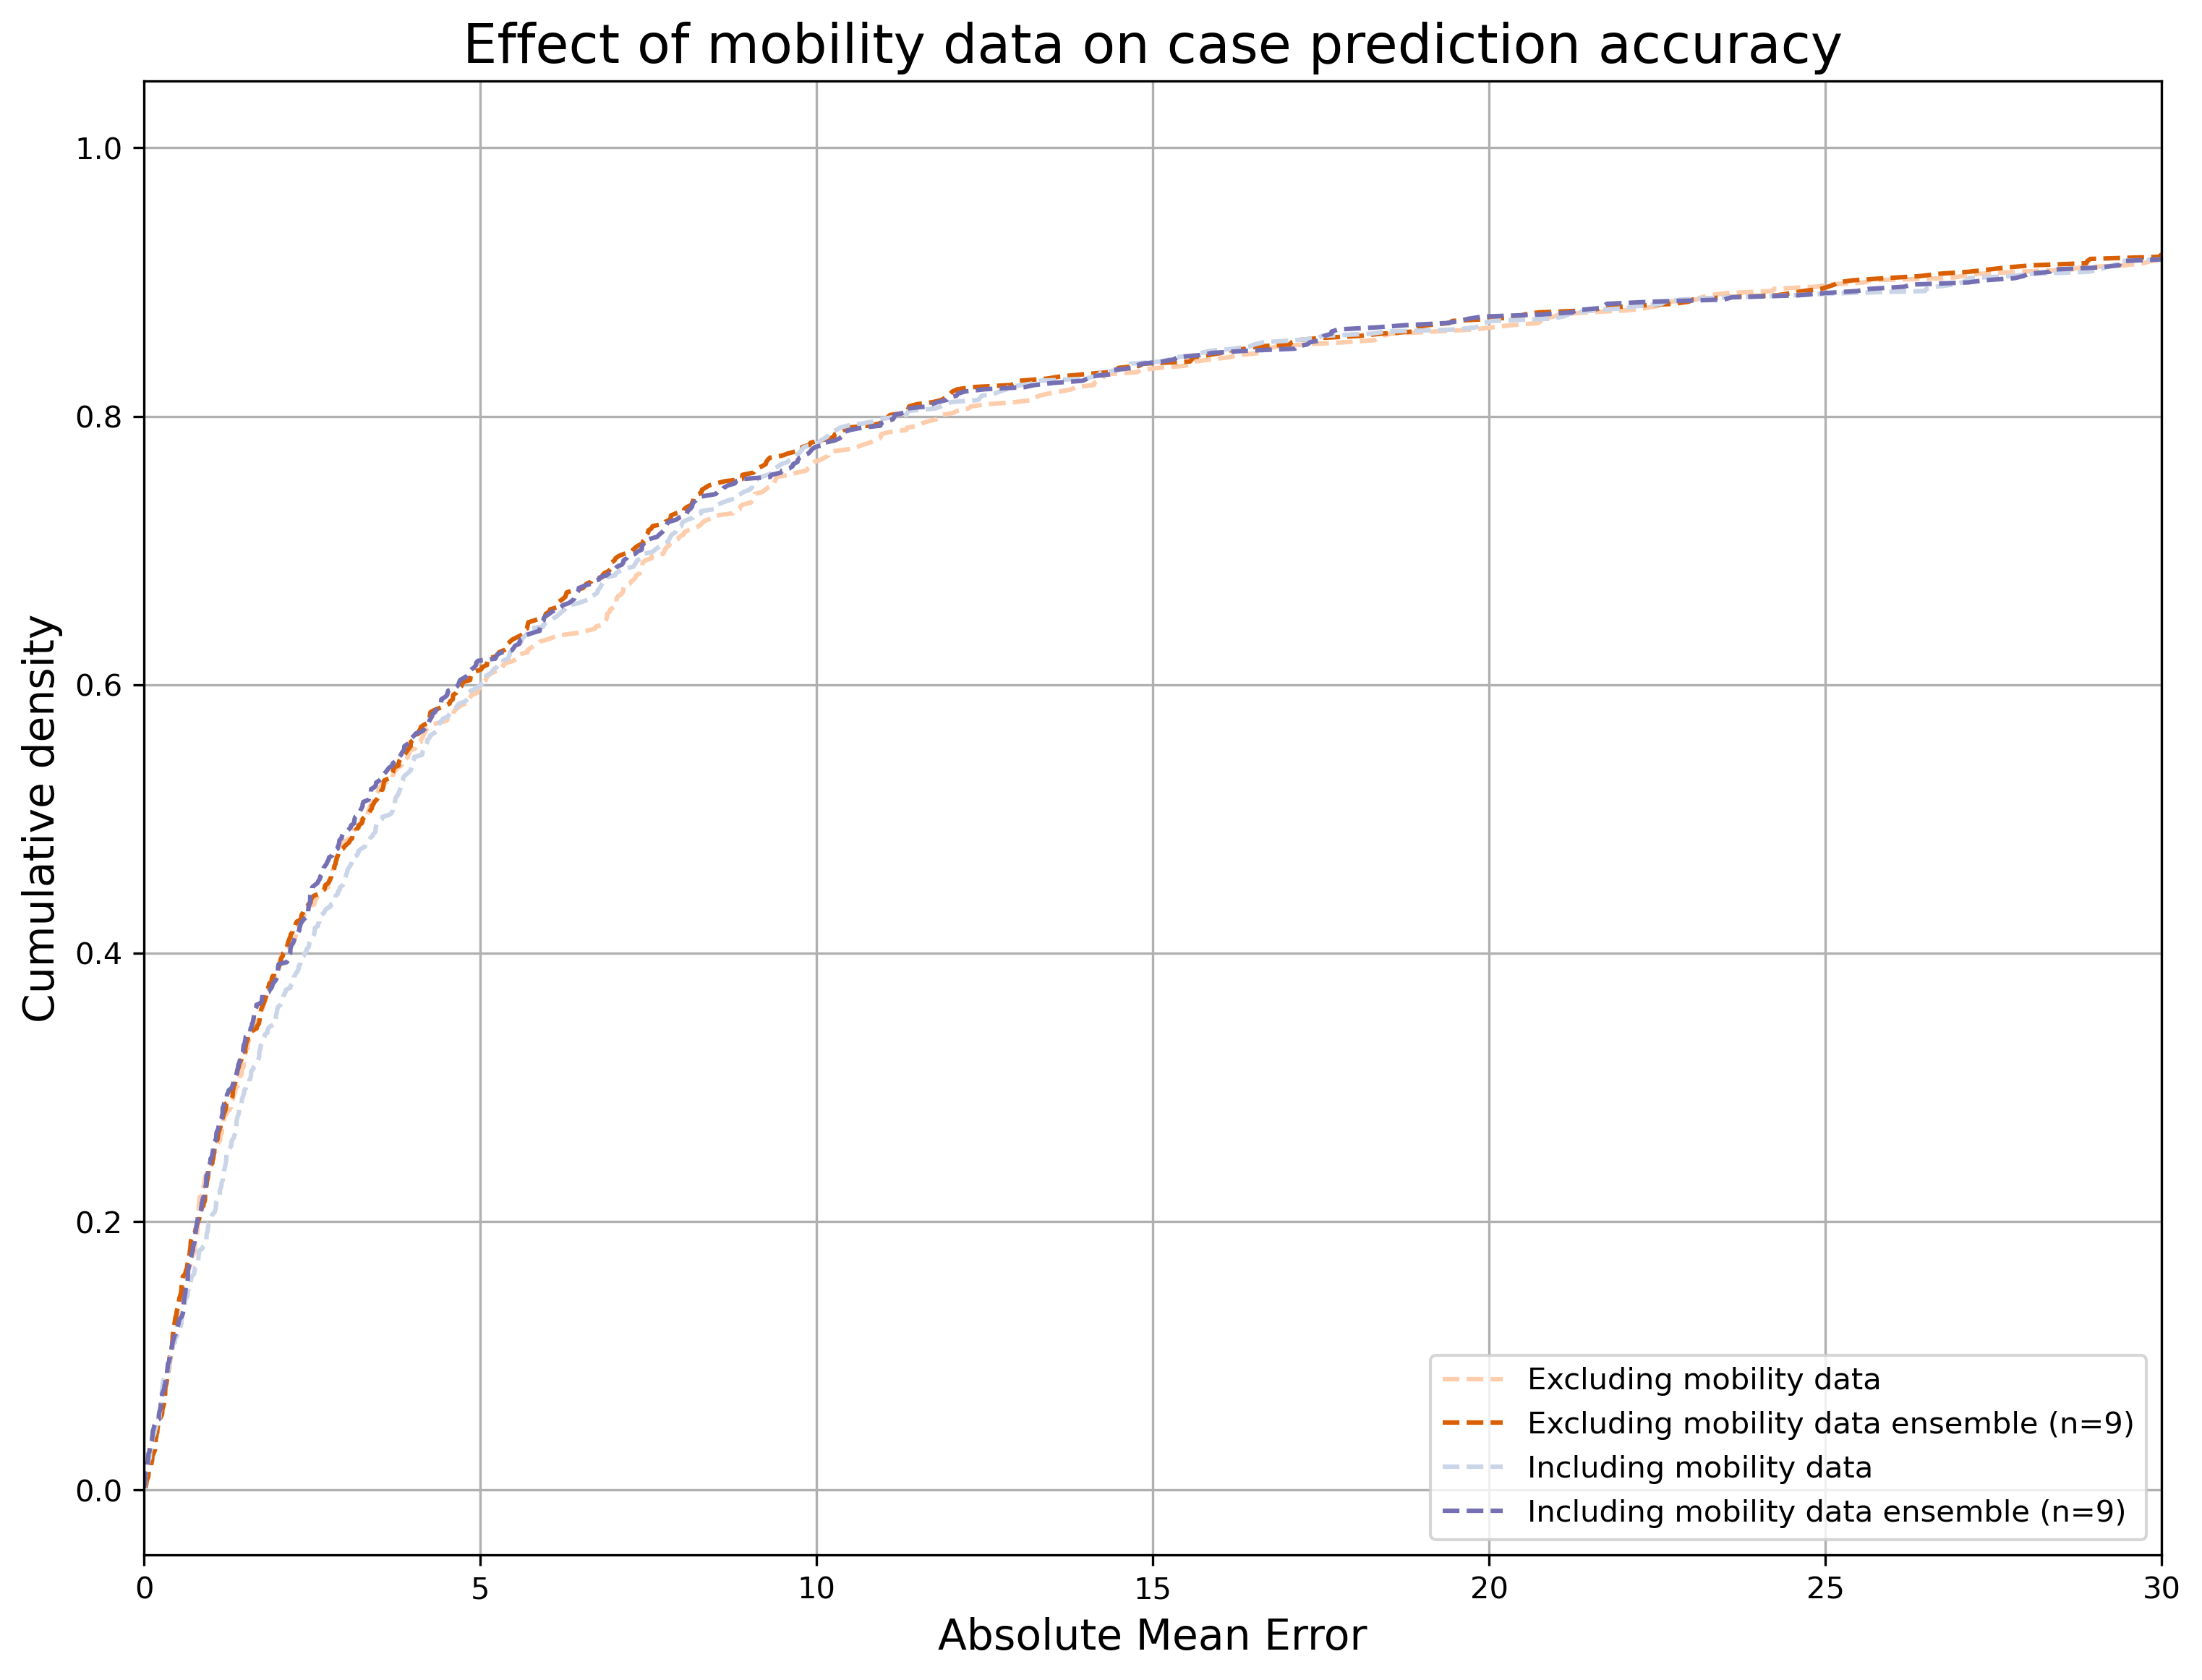 Effect of mobility data on case prediction accuracy
Cumulative density
1.0
0.8
0.6
0.4
0.2
0.0
Excluding mobility data
Excluding mobility data ensemble (n=9)
Including mobility data
Including mobility data ensemble (n=9)
0 5 10 15 20 25 30
Absolute Mean Error